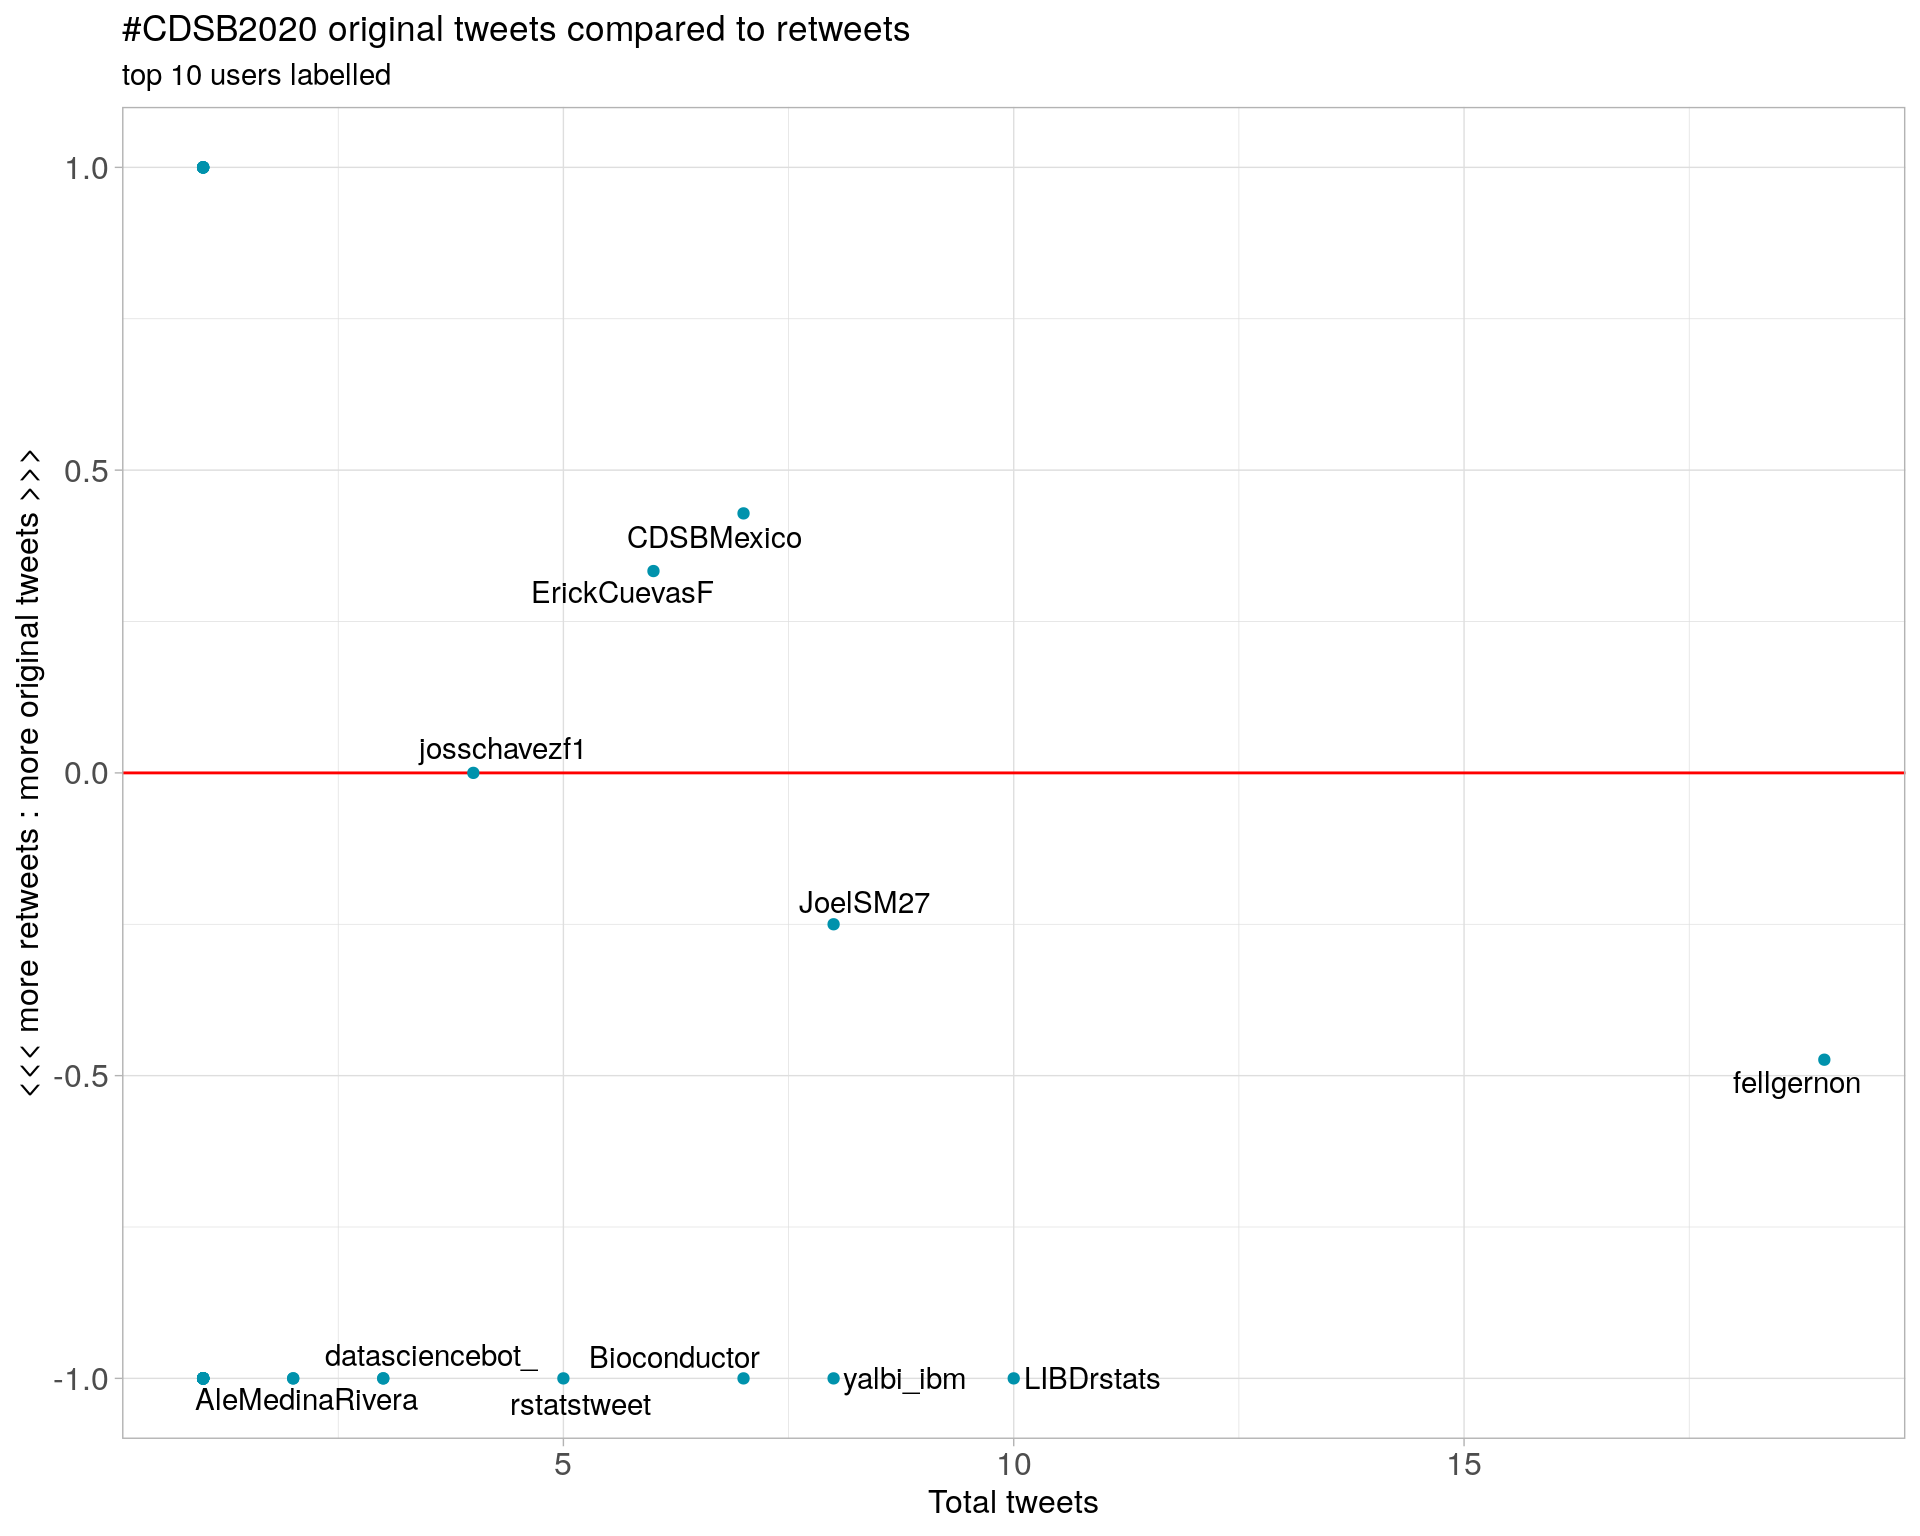 #CDSB2020 original tweets compared to retweets
top 10 users labelled
<<< more retweets : more original tweets >>>
1.0
0.5
0.0
-0.5
-1.0
CDSBMexico
ErickCuevasF
josschavezf1
JoelSM27
fellgernon
datasciencebot_
Bioconductor
yalbi_ibm
LIBDrstats
AleMedinaRivera
rstatstweet
5
10
15
Total tweets